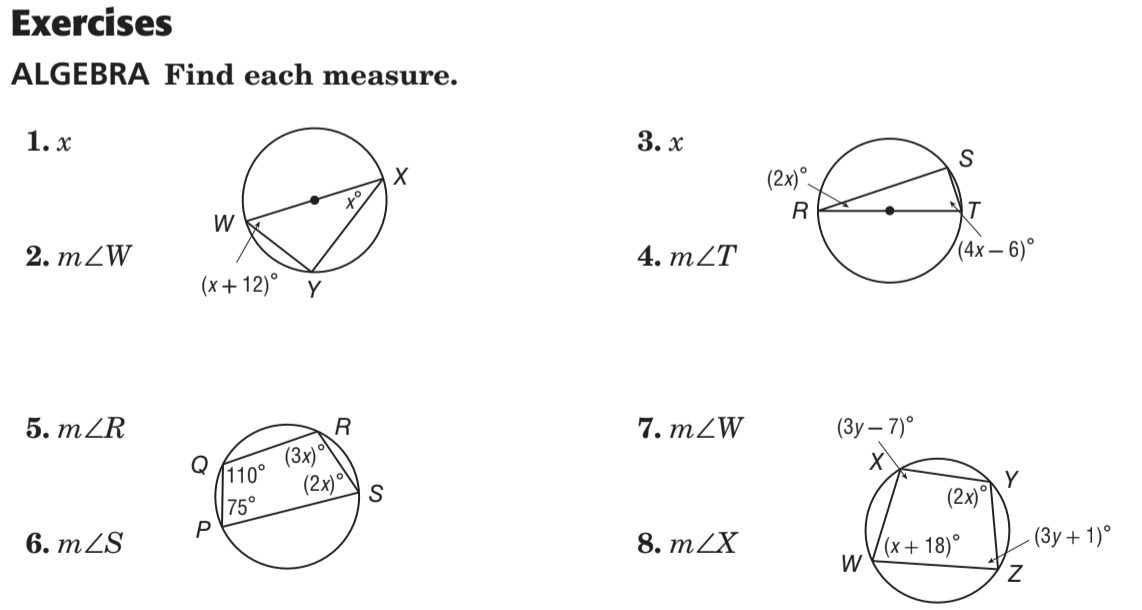 Exercises
ALGEBRA Find each measure.
1. x
W
X
x°
(x + 12)°
Y
2. m∠W
3. x
(2x)°
R
S
T
(4x – 6)°
4. m∠T
5. m∠R
Q
R
110°
(3x)°
(2x)°
75°
S
P
6. m∠S
7. m∠W
(3y – 7)°
X
Y
(2x)°
(x + 18)°
(3y + 1)°
W
Z
8. m∠X